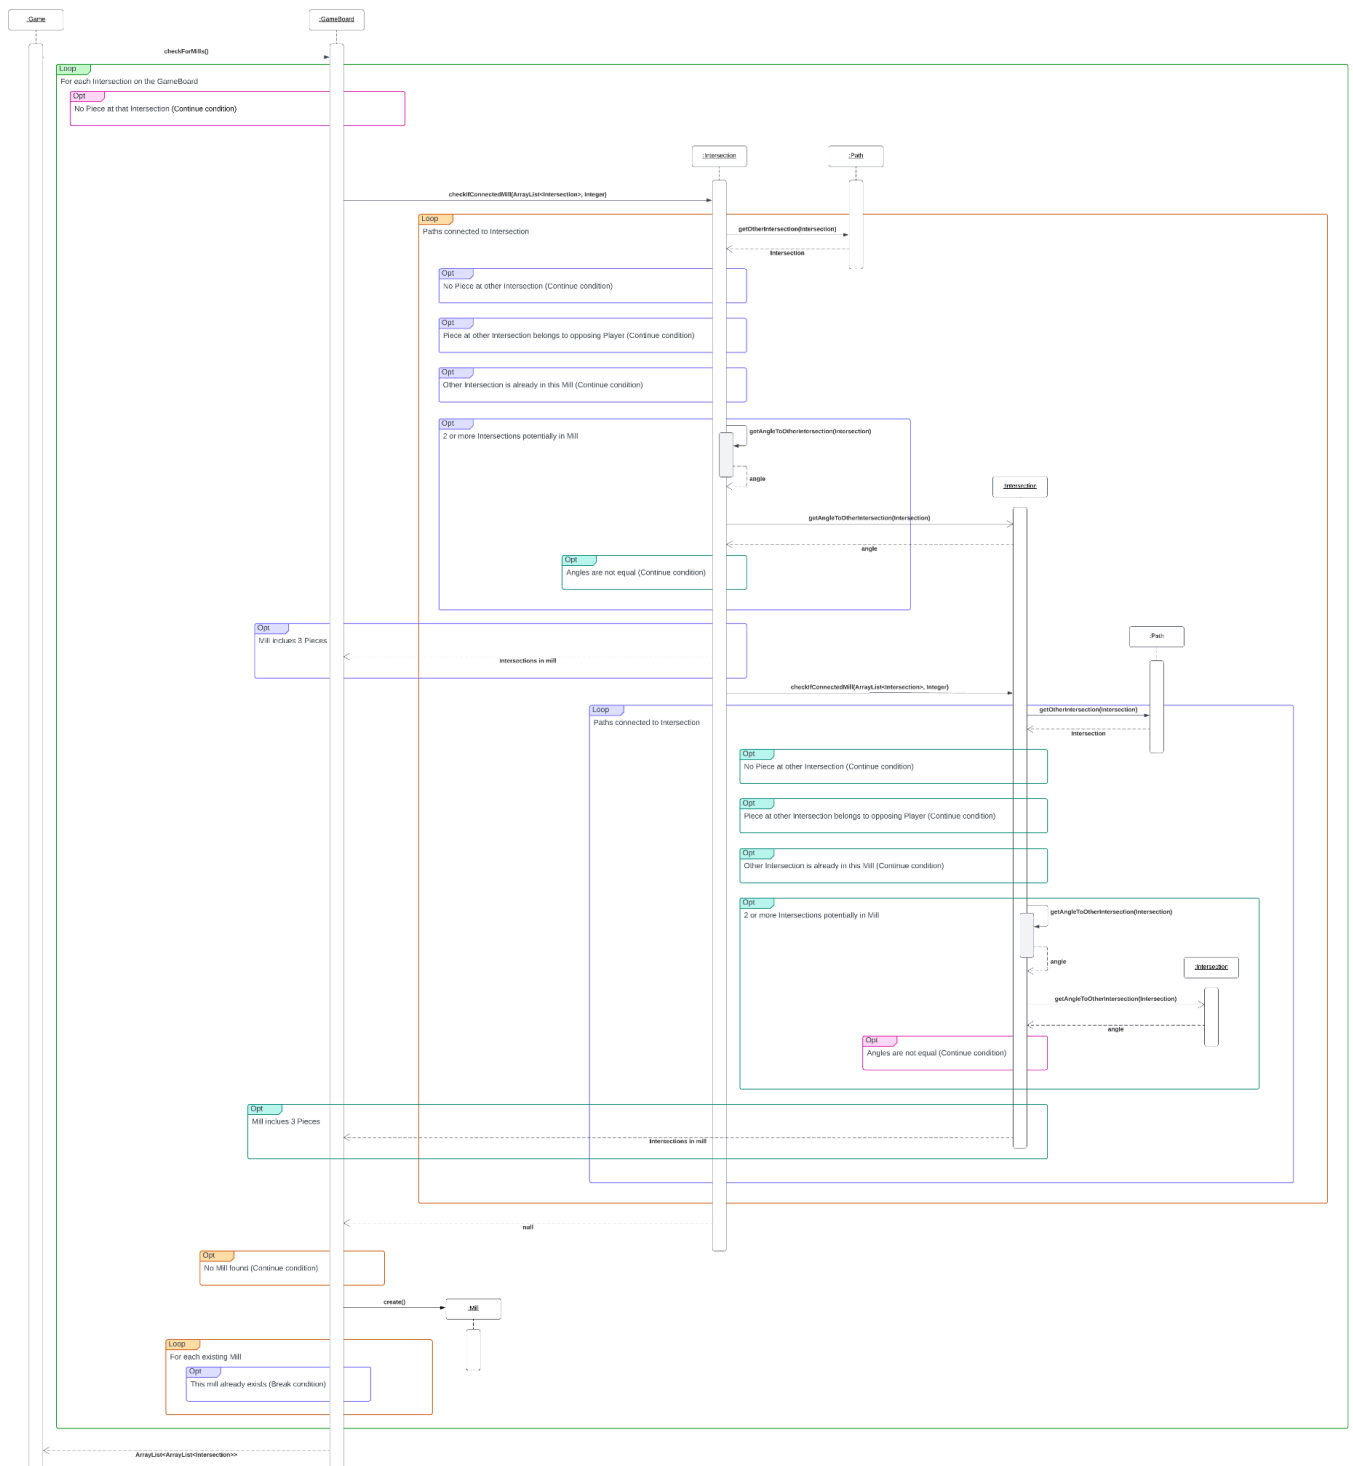 :Game
:GameBoard
checkForMills()
Loop
For each Intersection on the GameBoard
Opt
No Piece at that Intersection (Continue condition)
:Intersection
:Path
checkIfConnectedMill(ArrayList<Intersection>, Integer)
Loop
Paths connected to Intersection
getOtherIntersection(Intersection)
Intersection
Opt
No Piece at other Intersection (Continue condition)
Opt
Piece at other Intersection belongs to opposing Player (Continue condition)
Opt
Other Intersection is already in this Mill (Continue condition)
Opt
2 or more Intersections potentially in Mill
getAngleToOtherIntersection(Intersection)
angle
:Intersection
getAngleToOtherIntersection(Intersection)
angle
Opt
Angles are not equal (Continue condition)
Opt
Mill inclues 3 Pieces
:Path
Intersections in mill
checkIfConnectedMill(ArrayList<Intersection>, Integer)
Loop
Paths connected to Intersection
getOtherIntersection(Intersection)
Intersection
Opt
No Piece at other Intersection (Continue condition)
Opt
Piece at other Intersection belongs to opposing Player (Continue condition)
Opt
Other Intersection is already in this Mill (Continue condition)
Opt
2 or more Intersections potentially in Mill
getAngleToOtherIntersection(Intersection)
angle
:Intersection
getAngleToOtherIntersection(Intersection)
angle
Opt
Angles are not equal (Continue condition)
Opt
Mill inclues 3 Pieces
Intersections in mill
null
Opt
No Mill found (Continue condition)
create()
:Mill
Loop
For each existing Mill
Opt
This mill already exists (Break condition)
ArrayList<ArrayList<Intersection>>